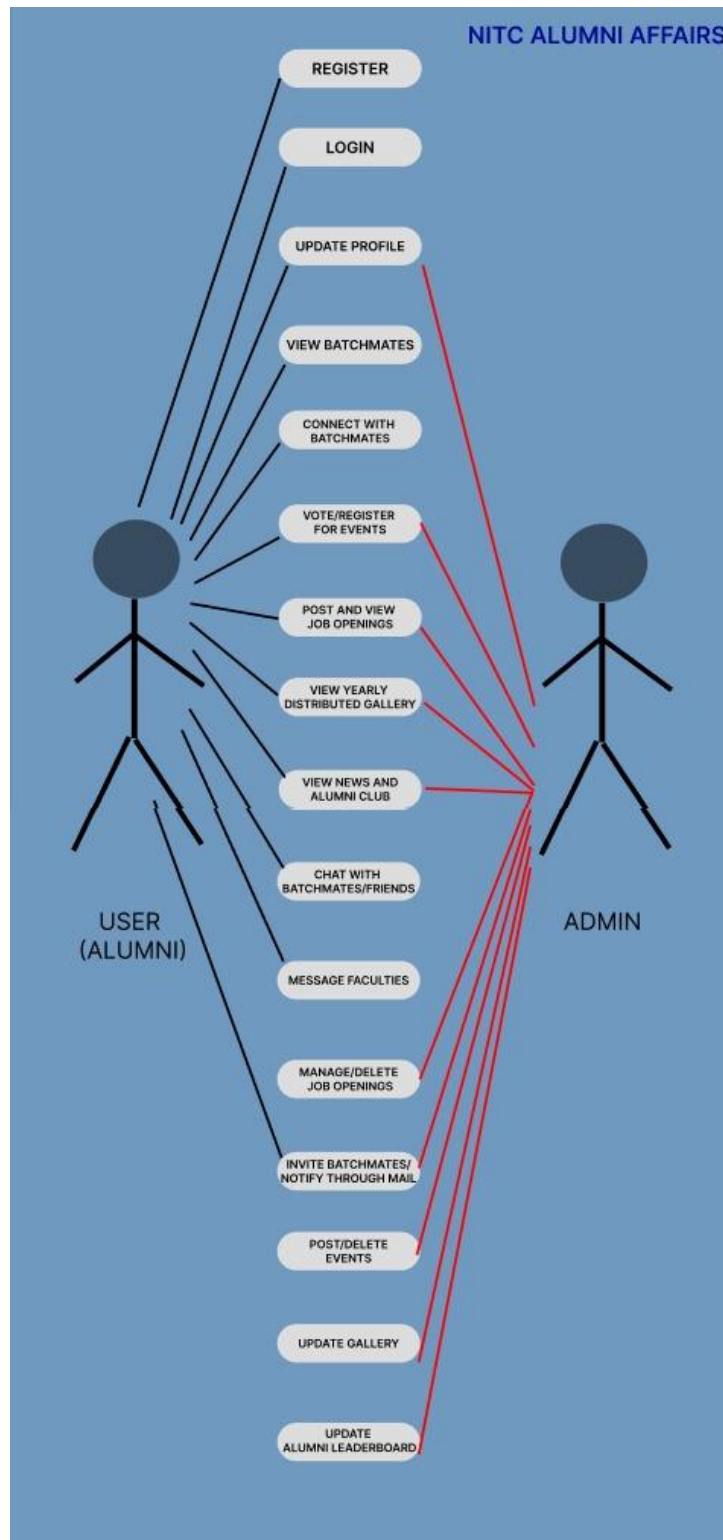 NITC ALUMNI AFFAIRS
REGISTER
LOGIN
UPDATE PROFILE
VIEW BATCHMATES
CONNECT WITH
BATCHMATES
VOTE/REGISTER
FOR EVENTS
POST AND VIEW
JOB OPENINGS
VIEW YEARLY
DISTRIBUTED GALLERY
VIEW NEWS AND
ALUMNI CLUB
CHAT WITH
BATCHMATES/FRIENDS
USER
(ALUMNI)
ADMIN
MESSAGE FACULTIES
MANAGE/DELETE
JOB OPENINGS
INVITE BATCHMATES/
NOTIFY THROUGH MAIL
POST/DELETE
EVENTS
UPDATE GALLERY
UPDATE
ALUMNI LEADERBOARD